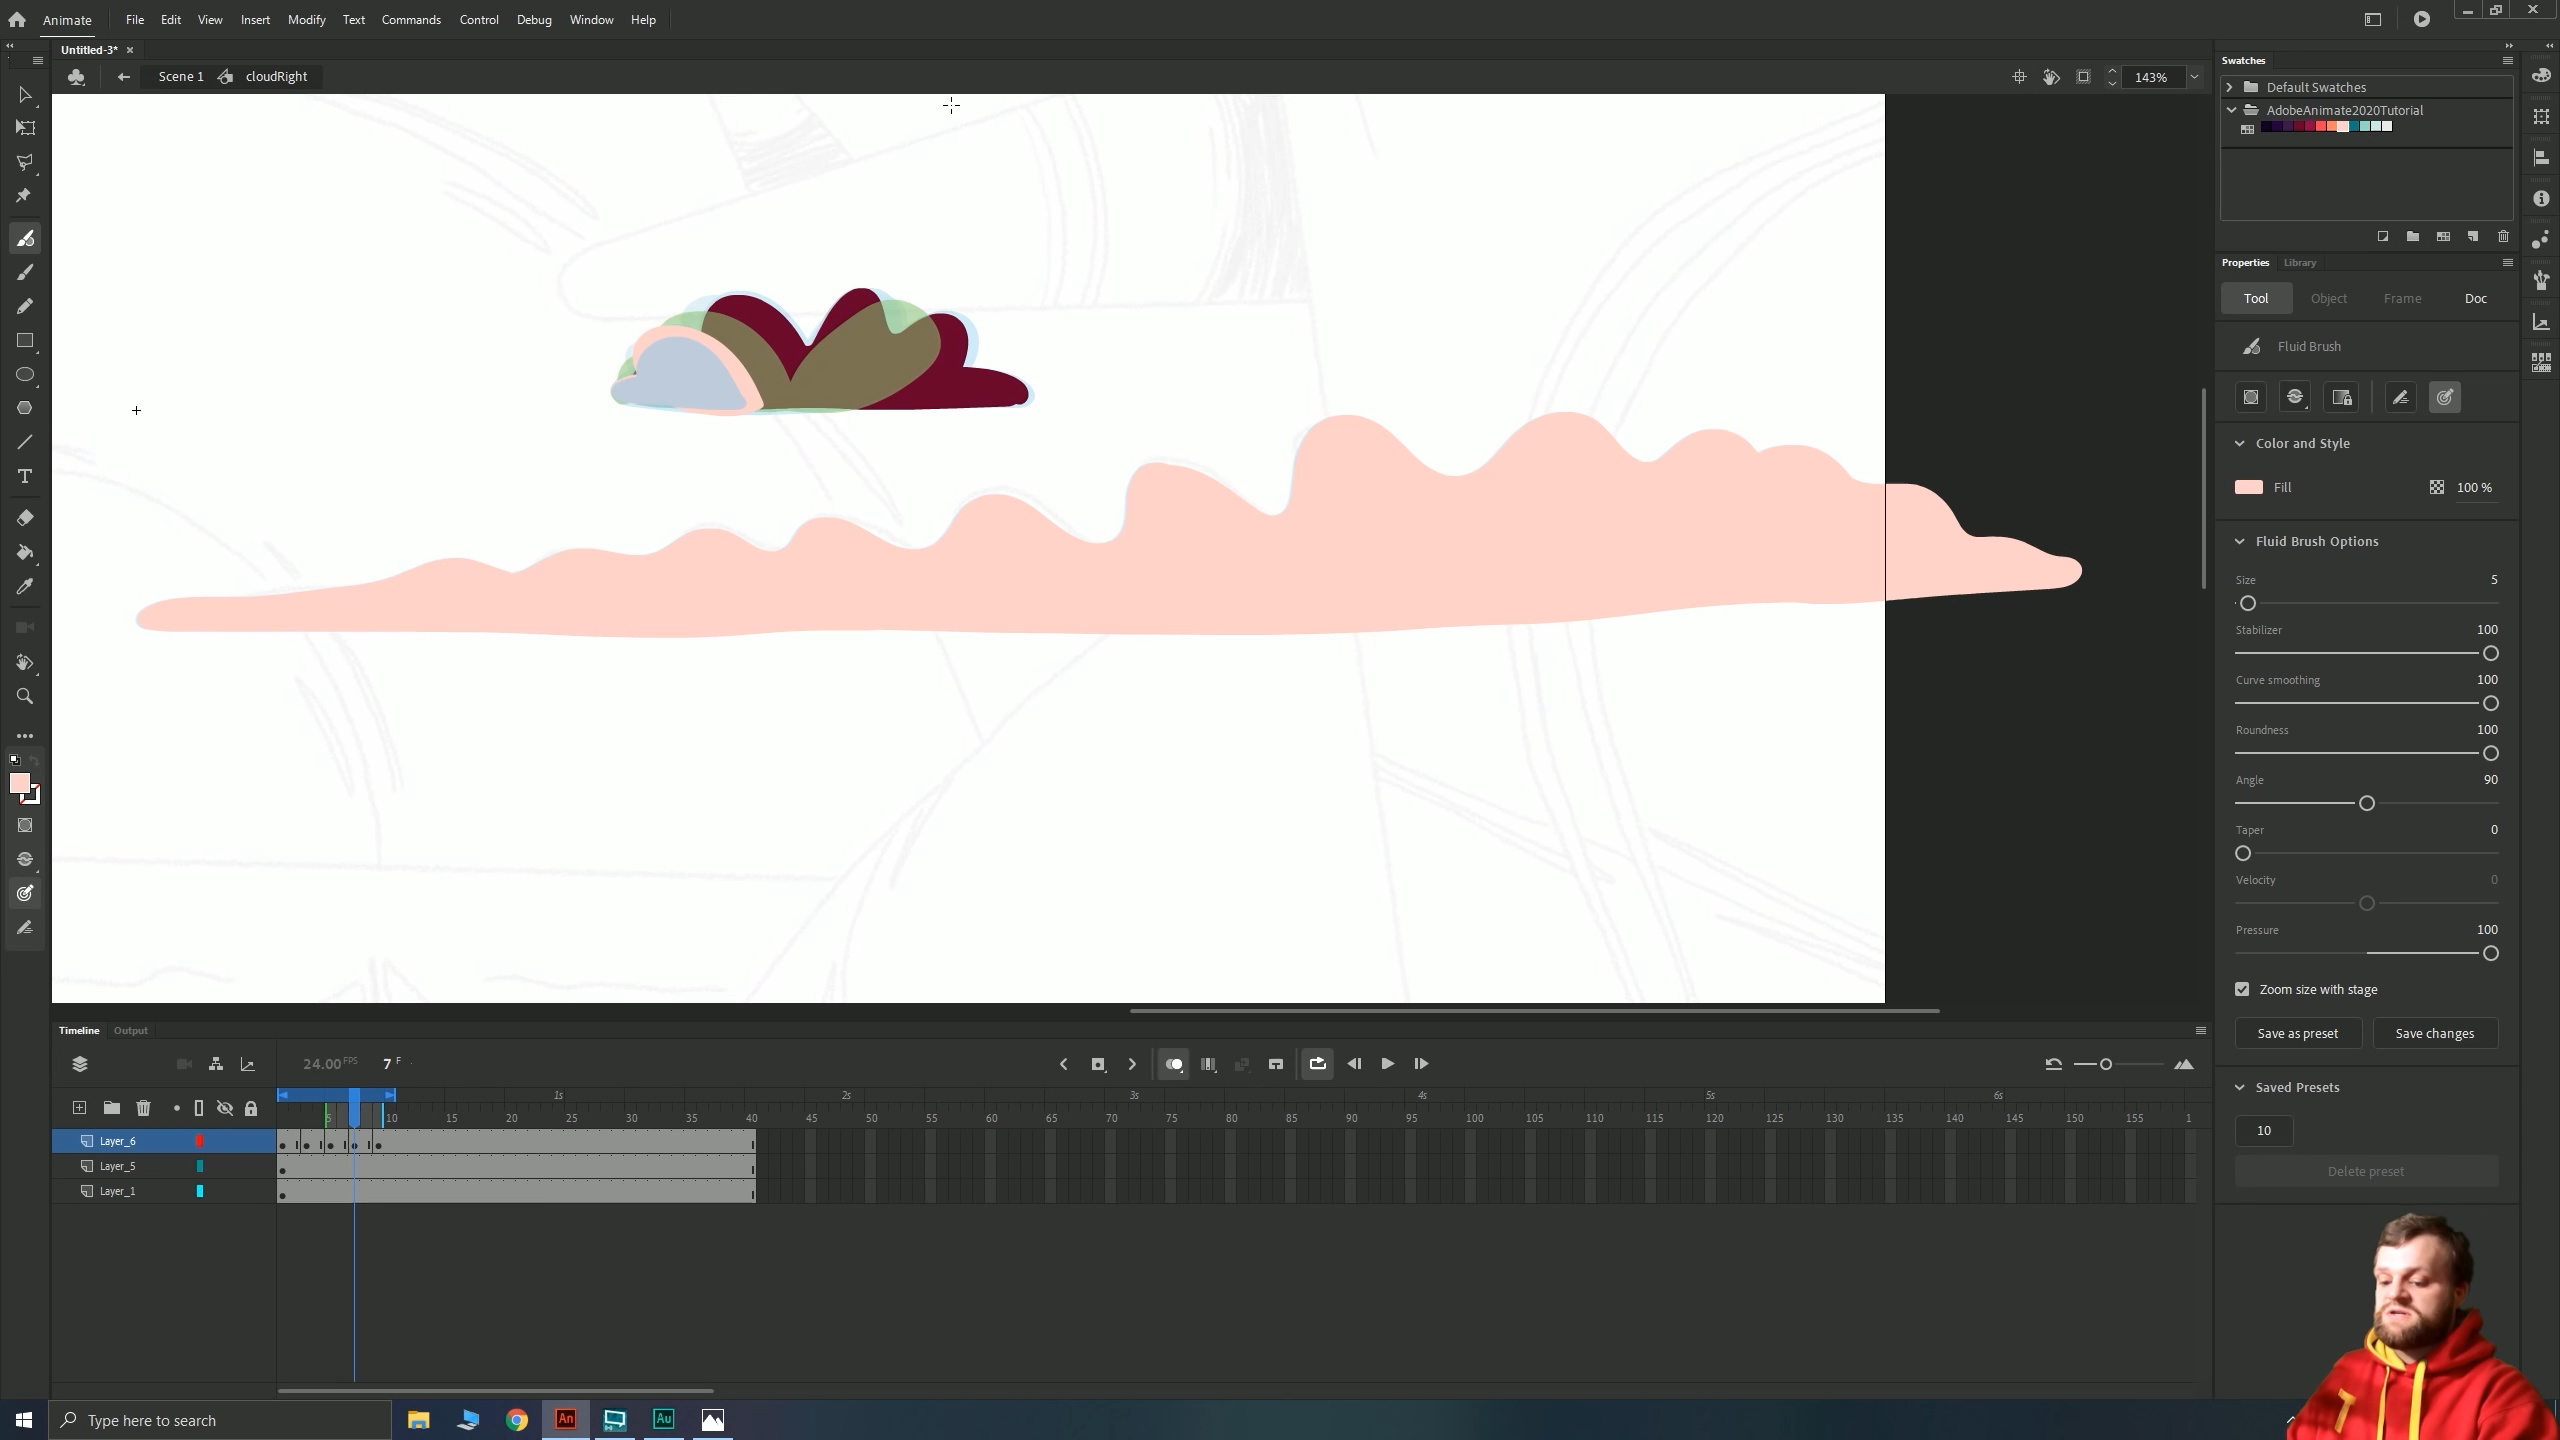 Animate File Edit View Insert Modify Text Commands Control Debug Window Help
Untitled-3*
Scene 1 cloudRight 143%
Swatches
Default Swatches
AdobeAnimate2020Tutorial
Properties Library
Tool Object Frame Doc
Fluid Brush
Color and Style
Fill 100 %
Fluid Brush Options
Size 5
Stabilizer 100
Curve smoothing 100
Roundness 100
Angle 90
Taper 0
Velocity 0
Pressure 100
Zoom size with stage
Save as preset Save changes
Saved Presets
10
Delete preset
Timeline Output
24.00 FPS 7 F
1s 2s 3s 4s 5s 6s
5 10 15 20 25 30 35 40 45 50 55 60 65 70 75 80 85 90 95 100 105 110 115 120 125 130 135 140 145 150 155 1
Layer_6
Layer_5
Layer_1
Type here to search An Au